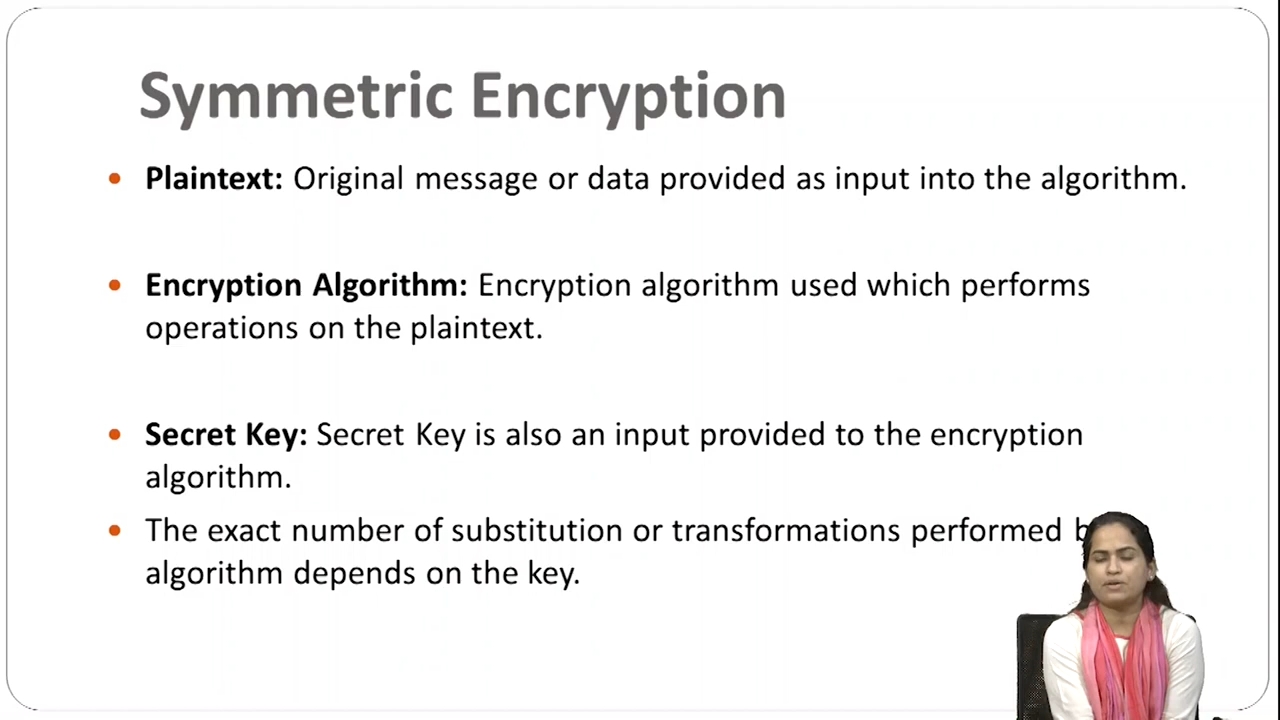 Symmetric Encryption
• Plaintext: Original message or data provided as input into the algorithm.
• Encryption Algorithm: Encryption algorithm used which performs
operations on the plaintext.
• Secret Key: Secret Key is also an input provided to the encryption
algorithm.
• The exact number of substitution or transformations performed
algorithm depends on the key.